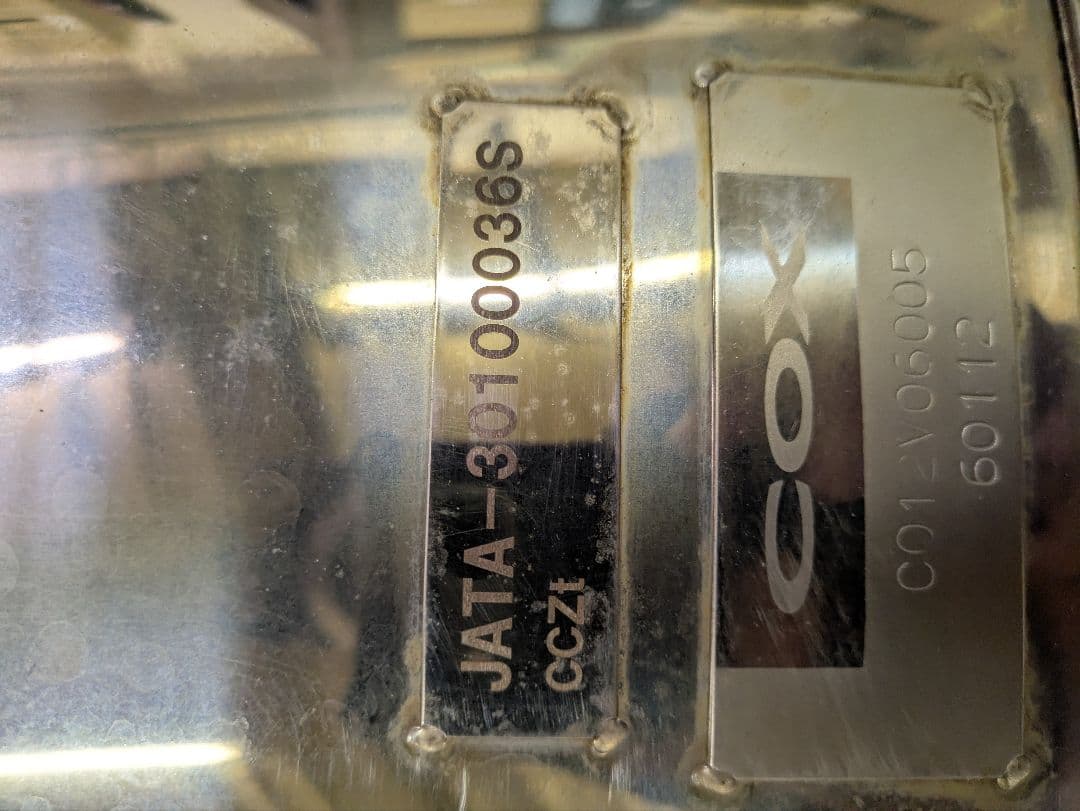 JATA-30100036S
CCZt
COX
C012V06005
60112